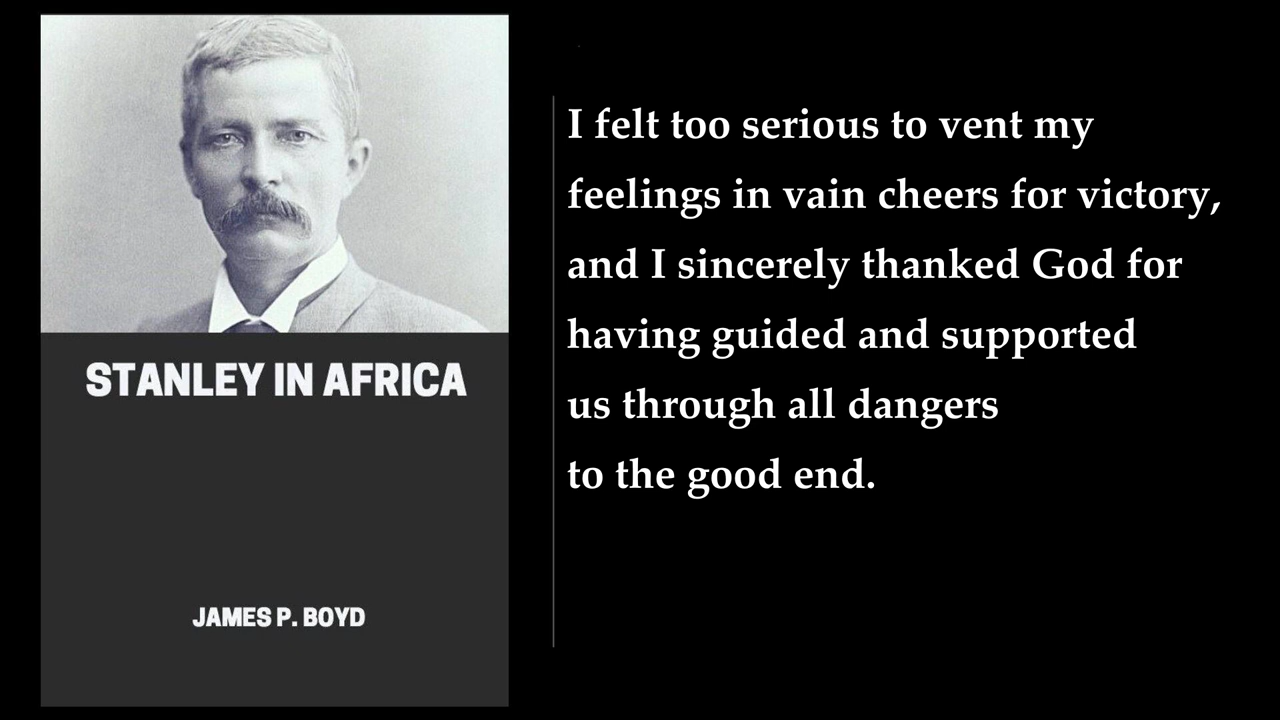 STANLEY IN AFRICA
JAMES P. BOYD
I felt too serious to vent my
feelings in vain cheers for victory,
and I sincerely thanked God for
having guided and supported
us through all dangers
to the good end.